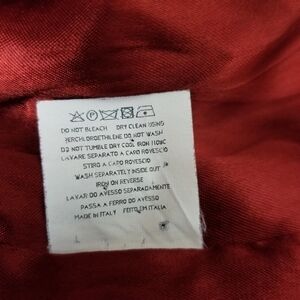 DO NOT BLEACH DRY CLEAN USING
PERCHLOROETHILENE DO NOT WASH
DO NOT TUMBLE DRY COOL IRON 110°C
LAVARE SEPARATO A CAPO ROVESCIO
STIRO A CAPO ROVESCIO
WASH SEPARATELY INSIDE OUT
IRON ON REVERSE
LAVAR DO AVESSO SEPARADAMENTE
PASSA A FERRO DO AVESSO
MADE IN ITALY FEITO EM ITALIA